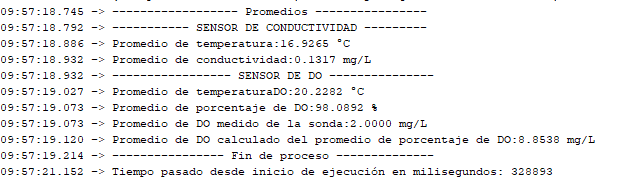 09:57:18.745 -> ------------------ Promedios ----------------
09:57:18.792 -> ----------- SENSOR DE CONDUCTIVIDAD ---------
09:57:18.886 -> Promedio de temperatura:16.9265 °C
09:57:18.932 -> Promedio de conductividad:0.1317 mg/L
09:57:18.932 -> ----------------- SENSOR DE DO ---------------
09:57:19.027 -> Promedio de temperaturaDO:20.2282 °C
09:57:19.073 -> Promedio de porcentaje de DO:98.0892 %
09:57:19.073 -> Promedio de DO medido de la sonda:2.0000 mg/L
09:57:19.120 -> Promedio de DO calculado del promedio de porcentaje de DO:8.8538 mg/L
09:57:19.214 -> ---------------- Fin de proceso --------------
09:57:21.152 -> Tiempo pasado desde inicio de ejecución en milisegundos: 328893